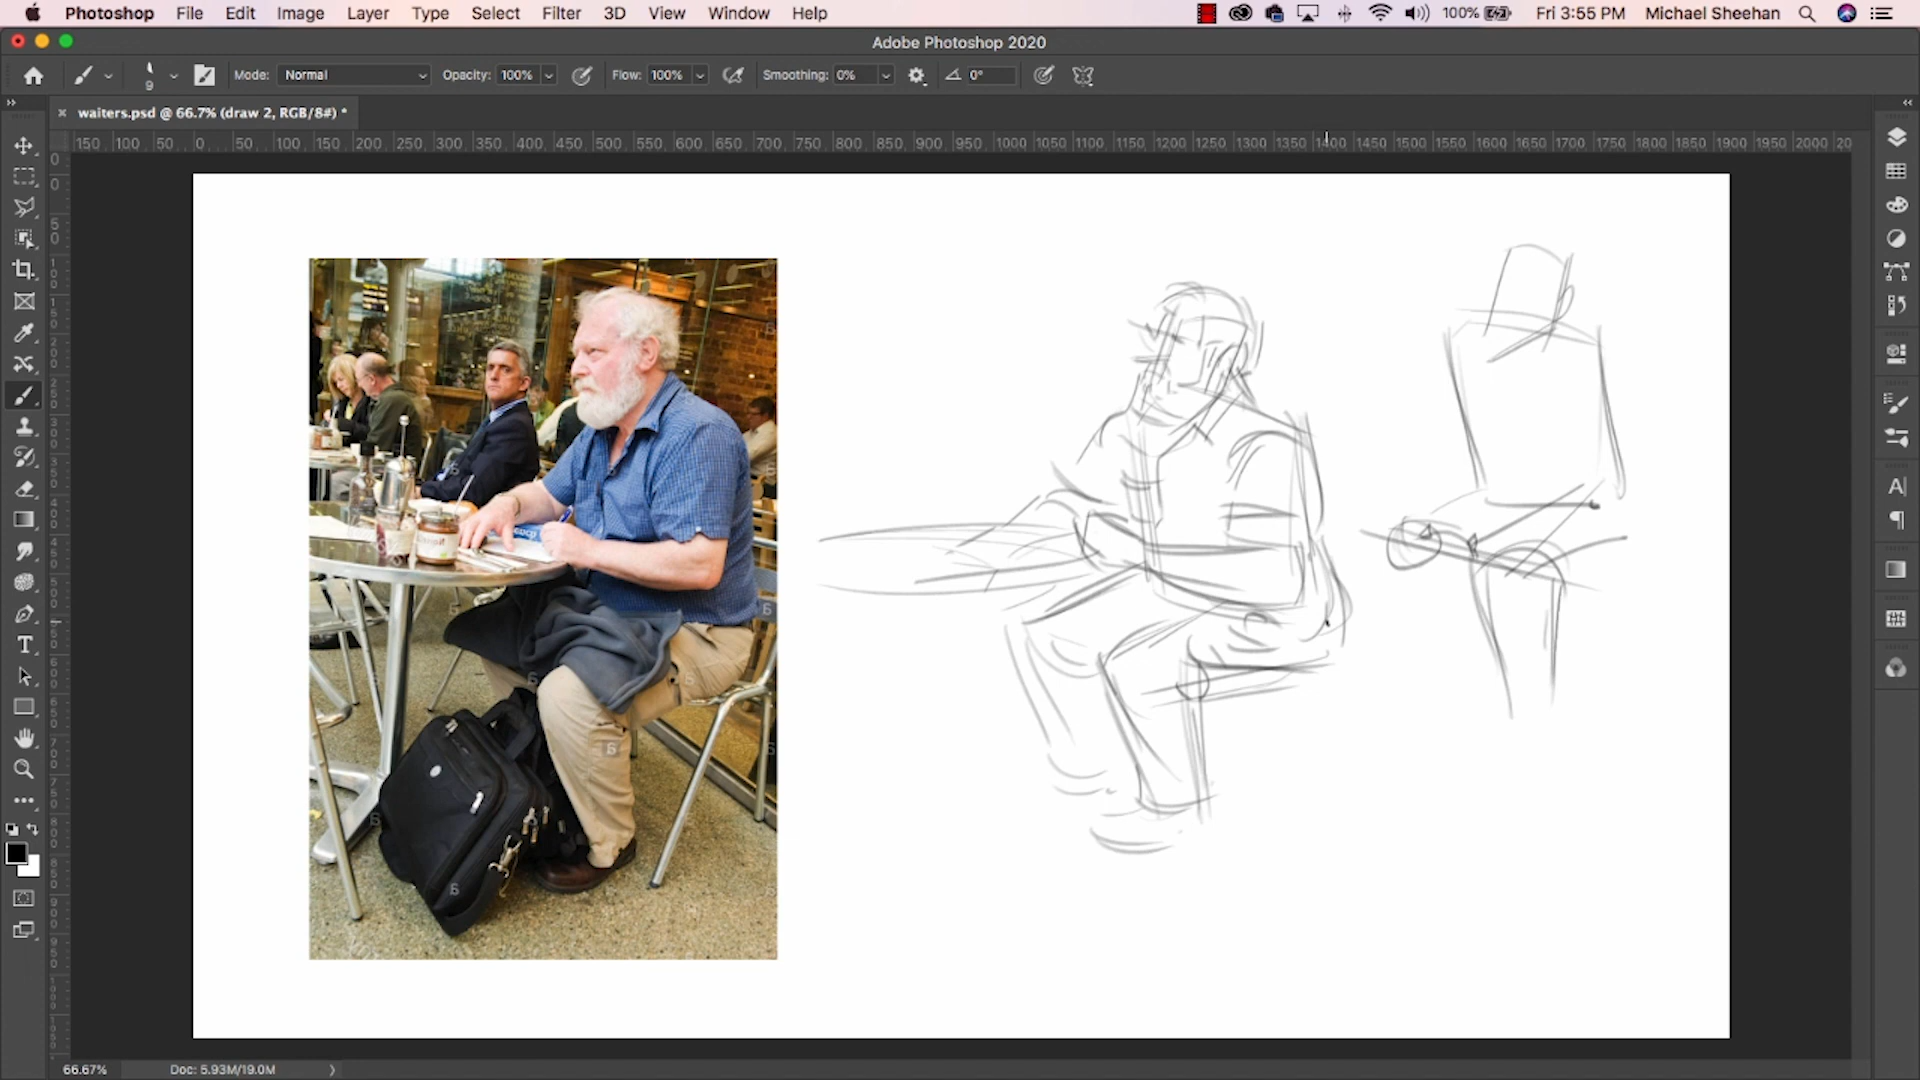 Photoshop File Edit Image Layer Type Select Filter 3D View Window Help 100% Fri 3:55 PM Michael Sheehan
Adobe Photoshop 2020
9 Mode: Normal Opacity: 100% Flow: 100% Smoothing: 0% 0°
waiters.psd @ 66.7% (draw 2, RGB/8#) *
150 100 50 0 50 100 150 200 250 300 350 400 450 500 550 600 650 700 750 800 850 900 950 1000 1050 1100 1150 1200 1250 1300 1350 1400 1450 1500 1550 1600 1650 1700 1750 1800 1850 1900 1950 2000 20
66.67% Doc: 5.93M/19.0M